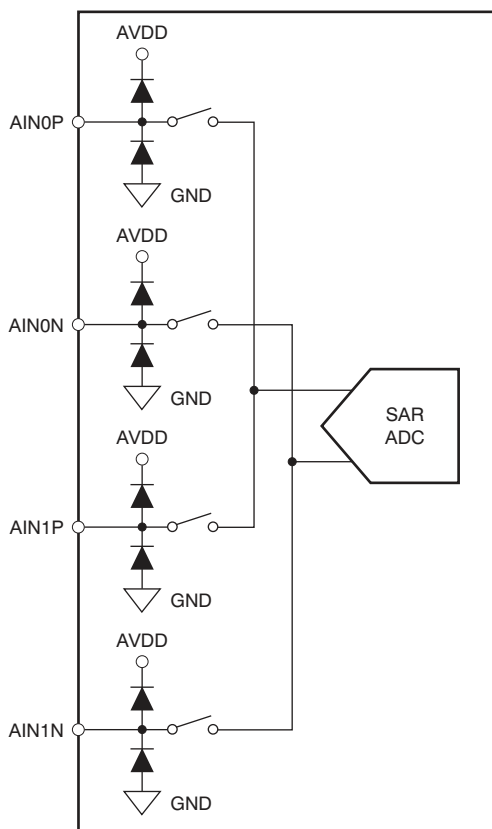 AVDD
AIN0P
GND
AVDD
AIN0N
GND
SAR
ADC
AVDD
AIN1P
GND
AVDD
AIN1N
GND